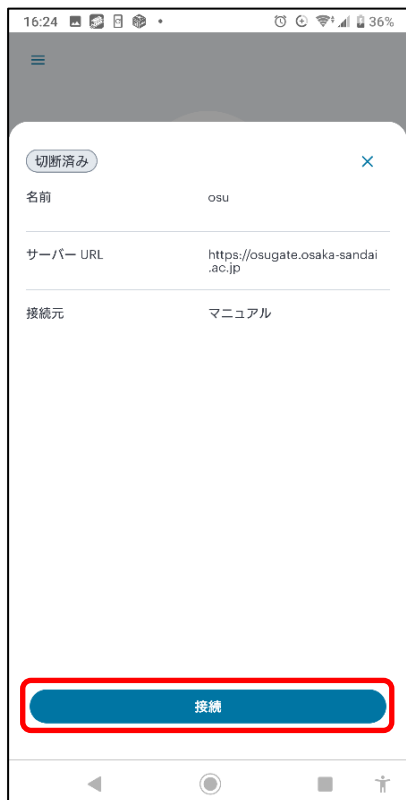 16:24 36%
切断済み
名前 osu
サーバー URL https://osugate.osaka-sandai
.ac.jp
接続元 マニュアル
接続